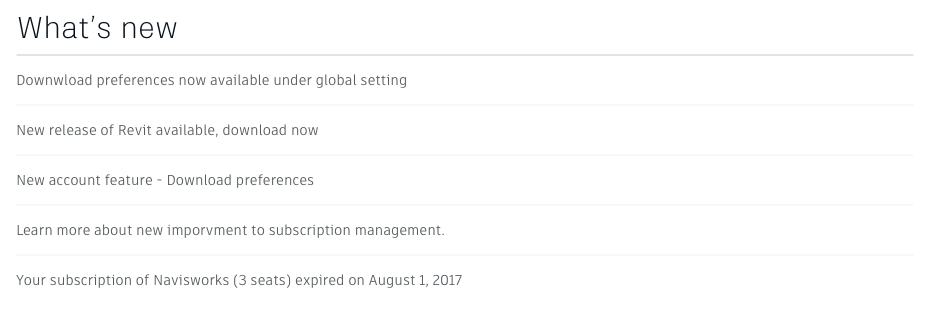 What's new
Downwload preferences now available under global setting
New release of Revit available, download now
New account feature - Download preferences
Learn more about new imporvment to subscription management.
Your subscription of Navisworks (3 seats) expired on August 1, 2017